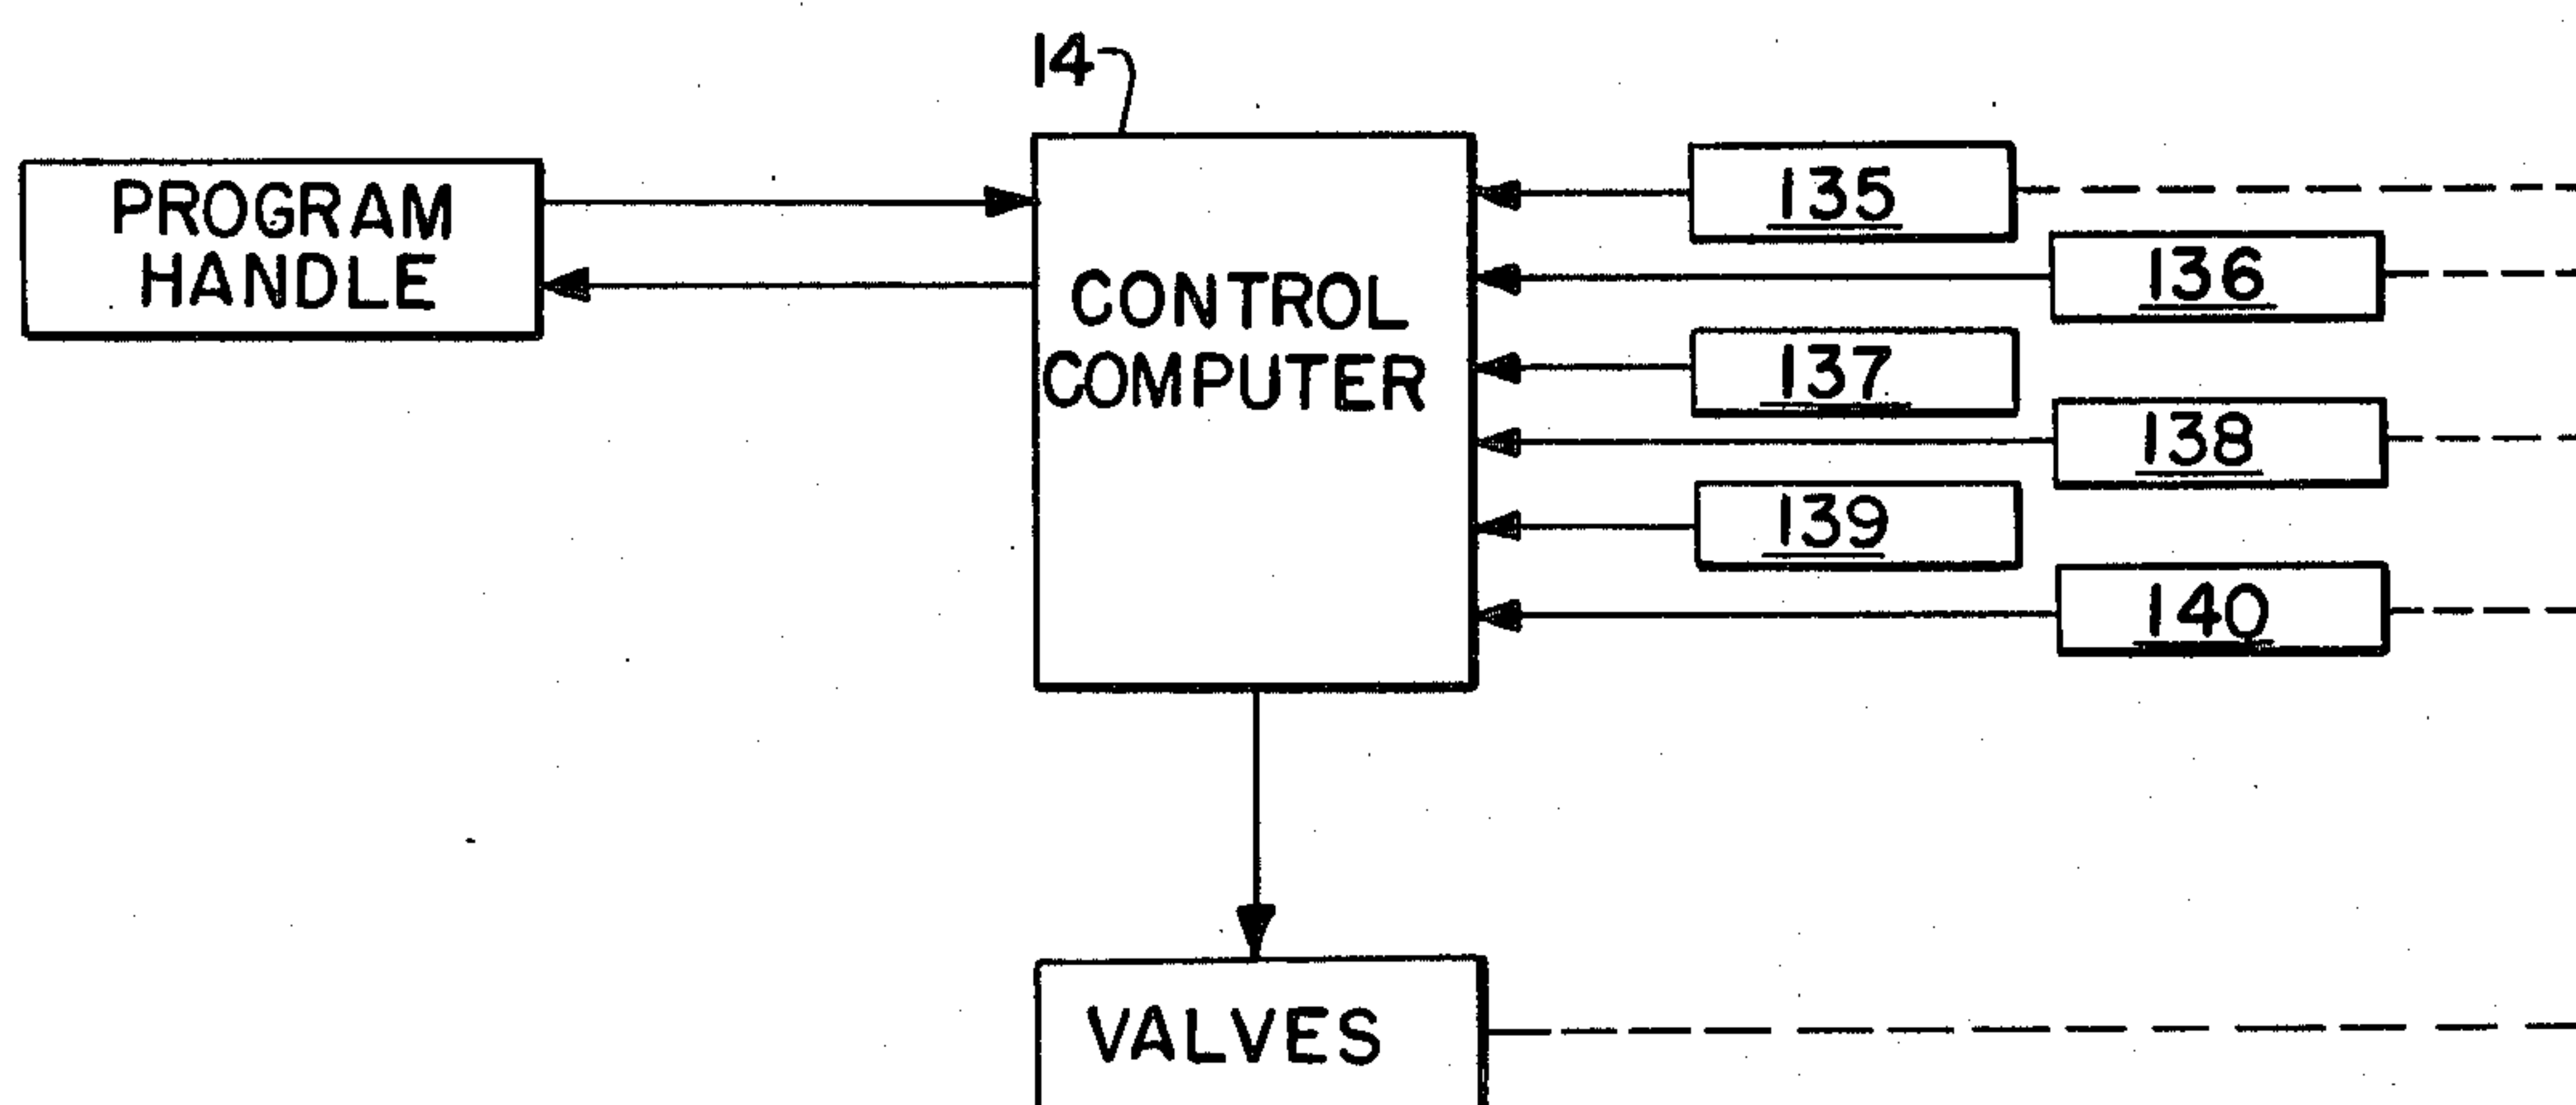 14
PROGRAM
HANDLE
CONTROL
COMPUTER
135
136
137
138
139
140
VALVES